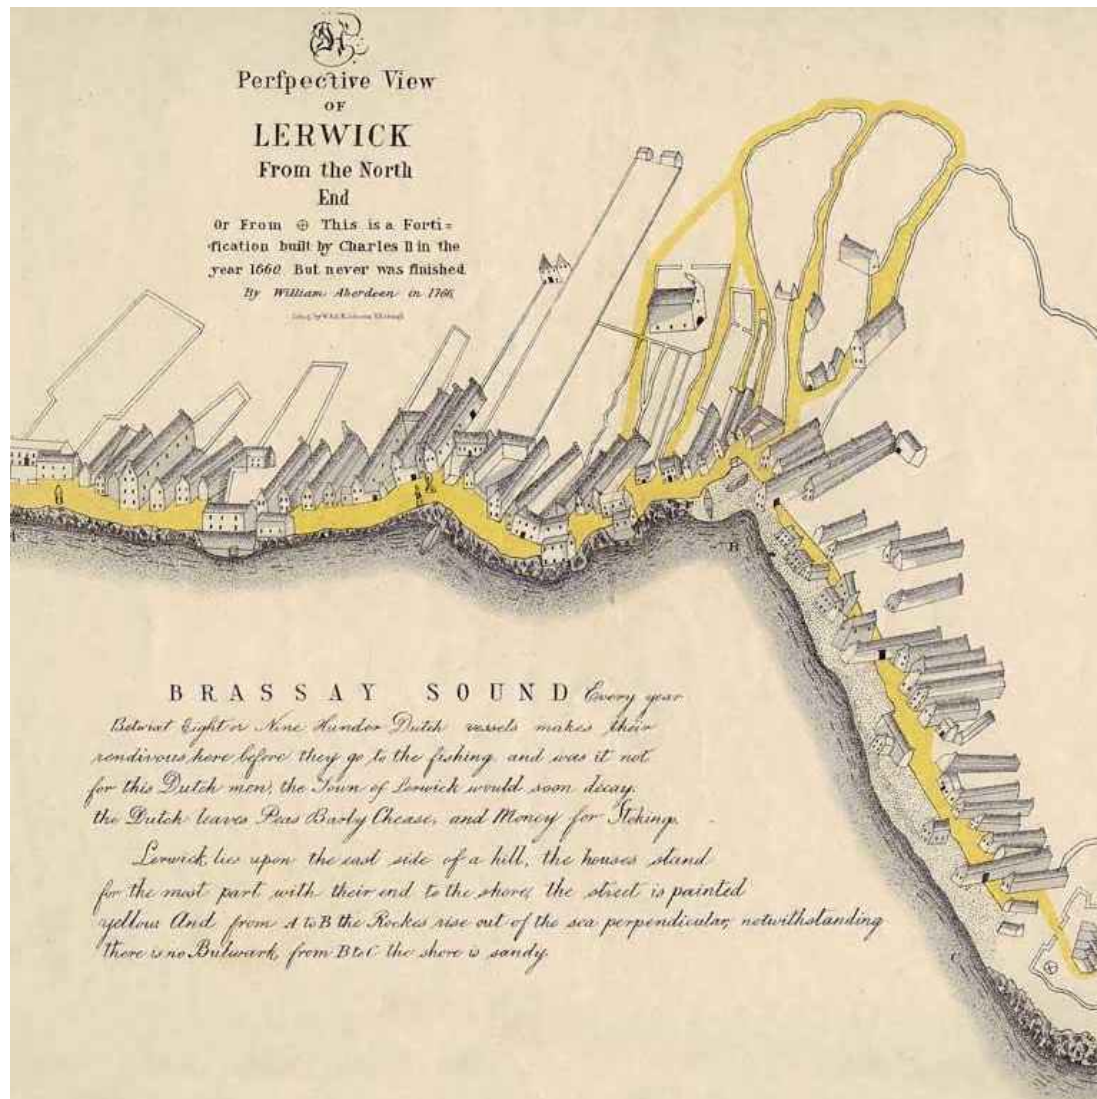 A
Perſpective View
OF
LERWICK
From the North
End
Or From ⊕ This is a Forti=
fication built by Charles II in the
year 1660 But never was finished
By William Aberdeen in 1766
BRASSAY SOUND Every year
Betwixt Eight or Nine Hunder Dutch vessels makes their
rendivous here before they go to the fishing and was it not
for this Dutch men, the Town of Lerwick would soon decay.
the Dutch leaves Peas Barly Chease, and Money for Stokings.
Lerwick, lies upon the east side of a hill, the houses stand
for the most part with their end to the shore, the street is painted
yellow And from A to B the Rockes rise out of the sea perpendicular, notwithstanding
there is no Bulwark, from B to C the shore is sandy.
B
C